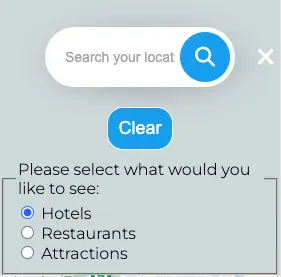 Search your locat
Clear
Please select what would you
like to see:
Hotels
Restaurants
Attractions